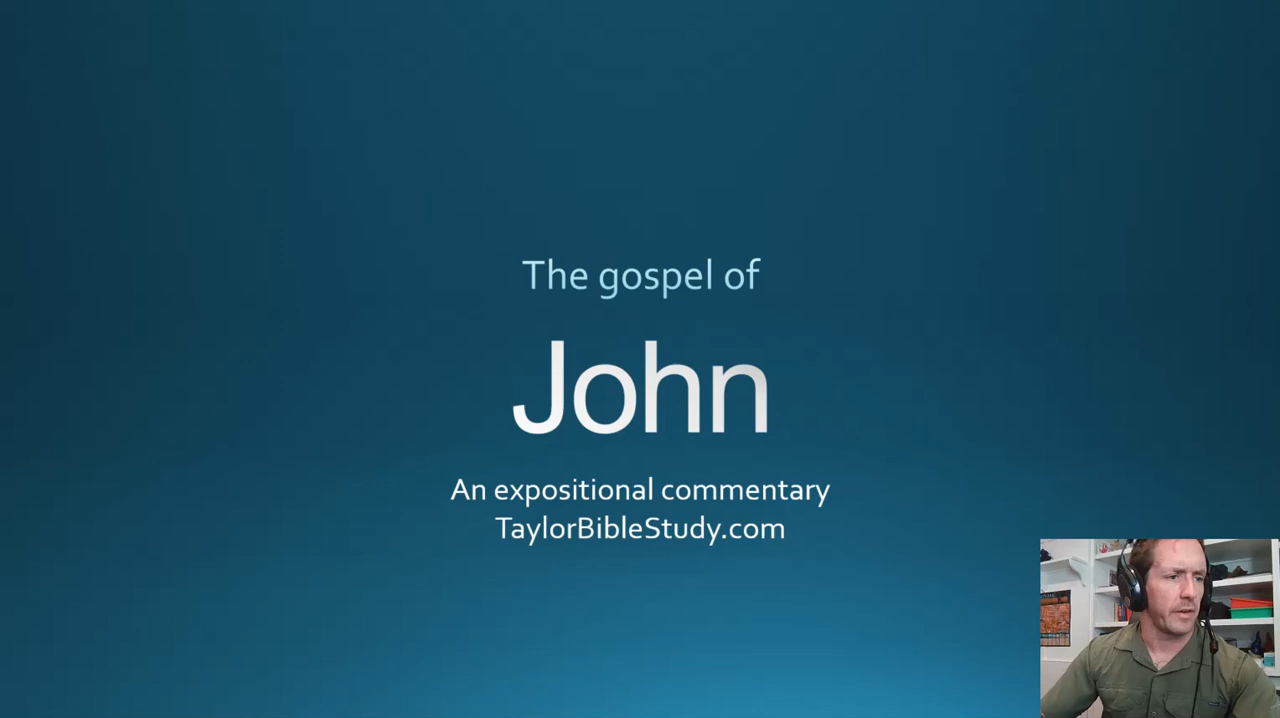 The gospel of
John
An expositional commentary
TaylorBibleStudy.com